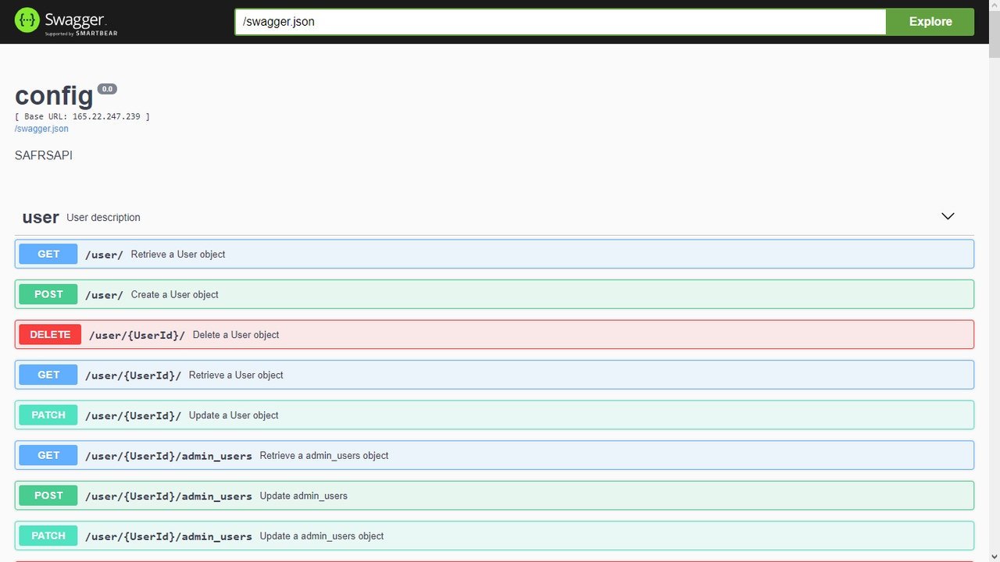 Swagger
Supported by SMARTBEAR
/swagger.json
Explore
config 0.0
[ Base URL: 165.22.247.239 ]
/swagger.json
SAFRSAPI
user User description
GET /user/ Retrieve a User object
POST /user/ Create a User object
DELETE /user/{UserId}/ Delete a User object
GET /user/{UserId}/ Retrieve a User object
PATCH /user/{UserId}/ Update a User object
GET /user/{UserId}/admin_users Retrieve a admin_users object
POST /user/{UserId}/admin_users Update admin_users
PATCH /user/{UserId}/admin_users Update a admin_users object